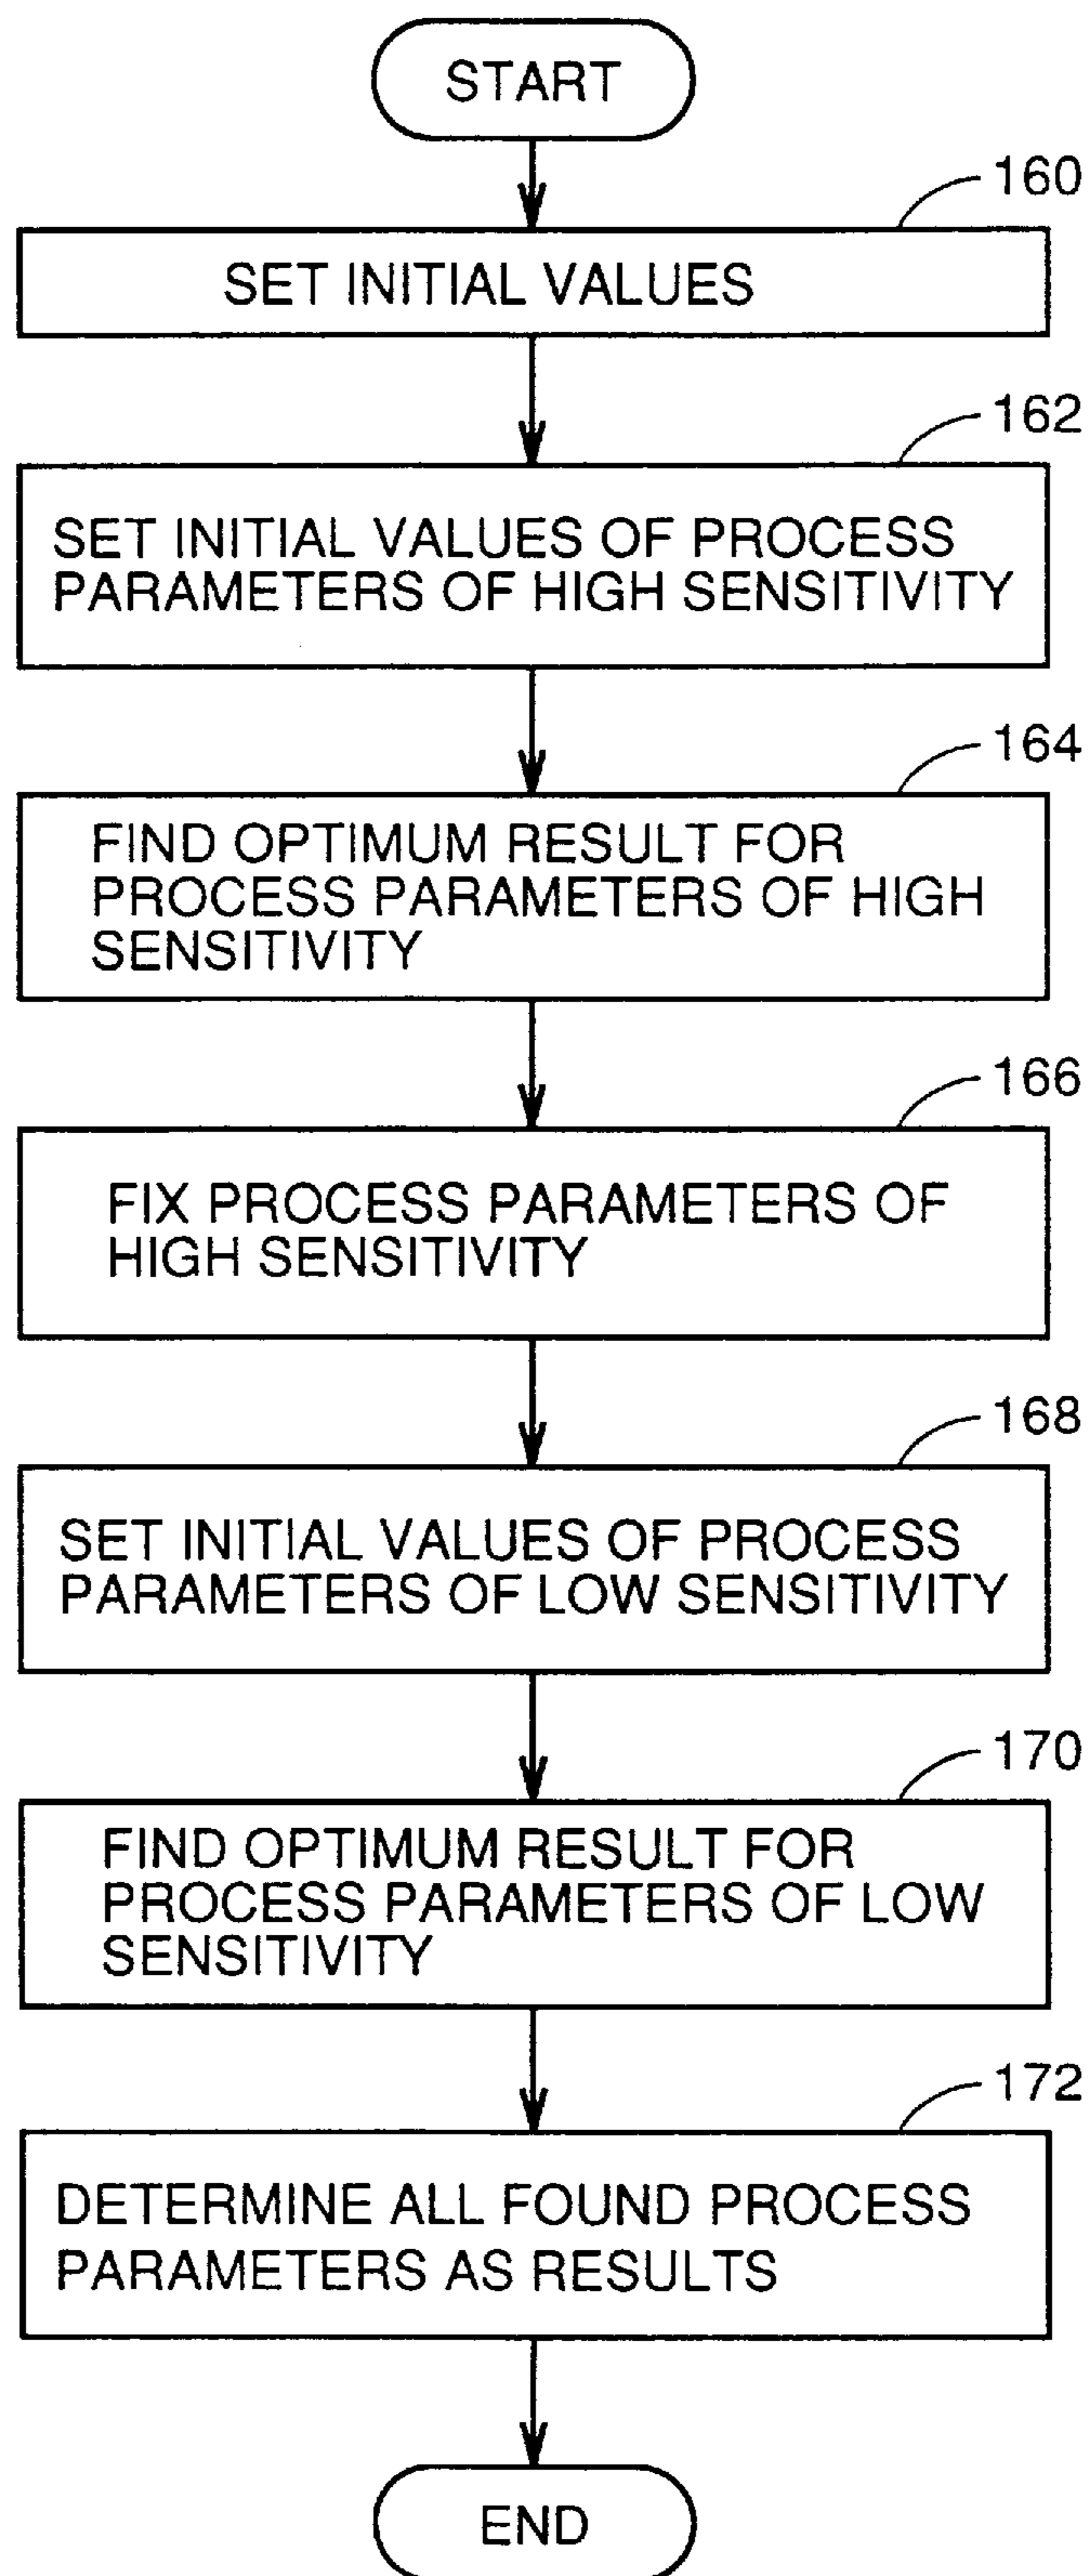 START
160
SET INITIAL VALUES
162
SET INITIAL VALUES OF PROCESS
PARAMETERS OF HIGH SENSITIVITY
164
FIND OPTIMUM RESULT FOR
PROCESS PARAMETERS OF HIGH
SENSITIVITY
166
FIX PROCESS PARAMETERS OF
HIGH SENSITIVITY
168
SET INITIAL VALUES OF PROCESS
PARAMETERS OF LOW SENSITIVITY
170
FIND OPTIMUM RESULT FOR
PROCESS PARAMETERS OF LOW
SENSITIVITY
172
DETERMINE ALL FOUND PROCESS
PARAMETERS AS RESULTS
END